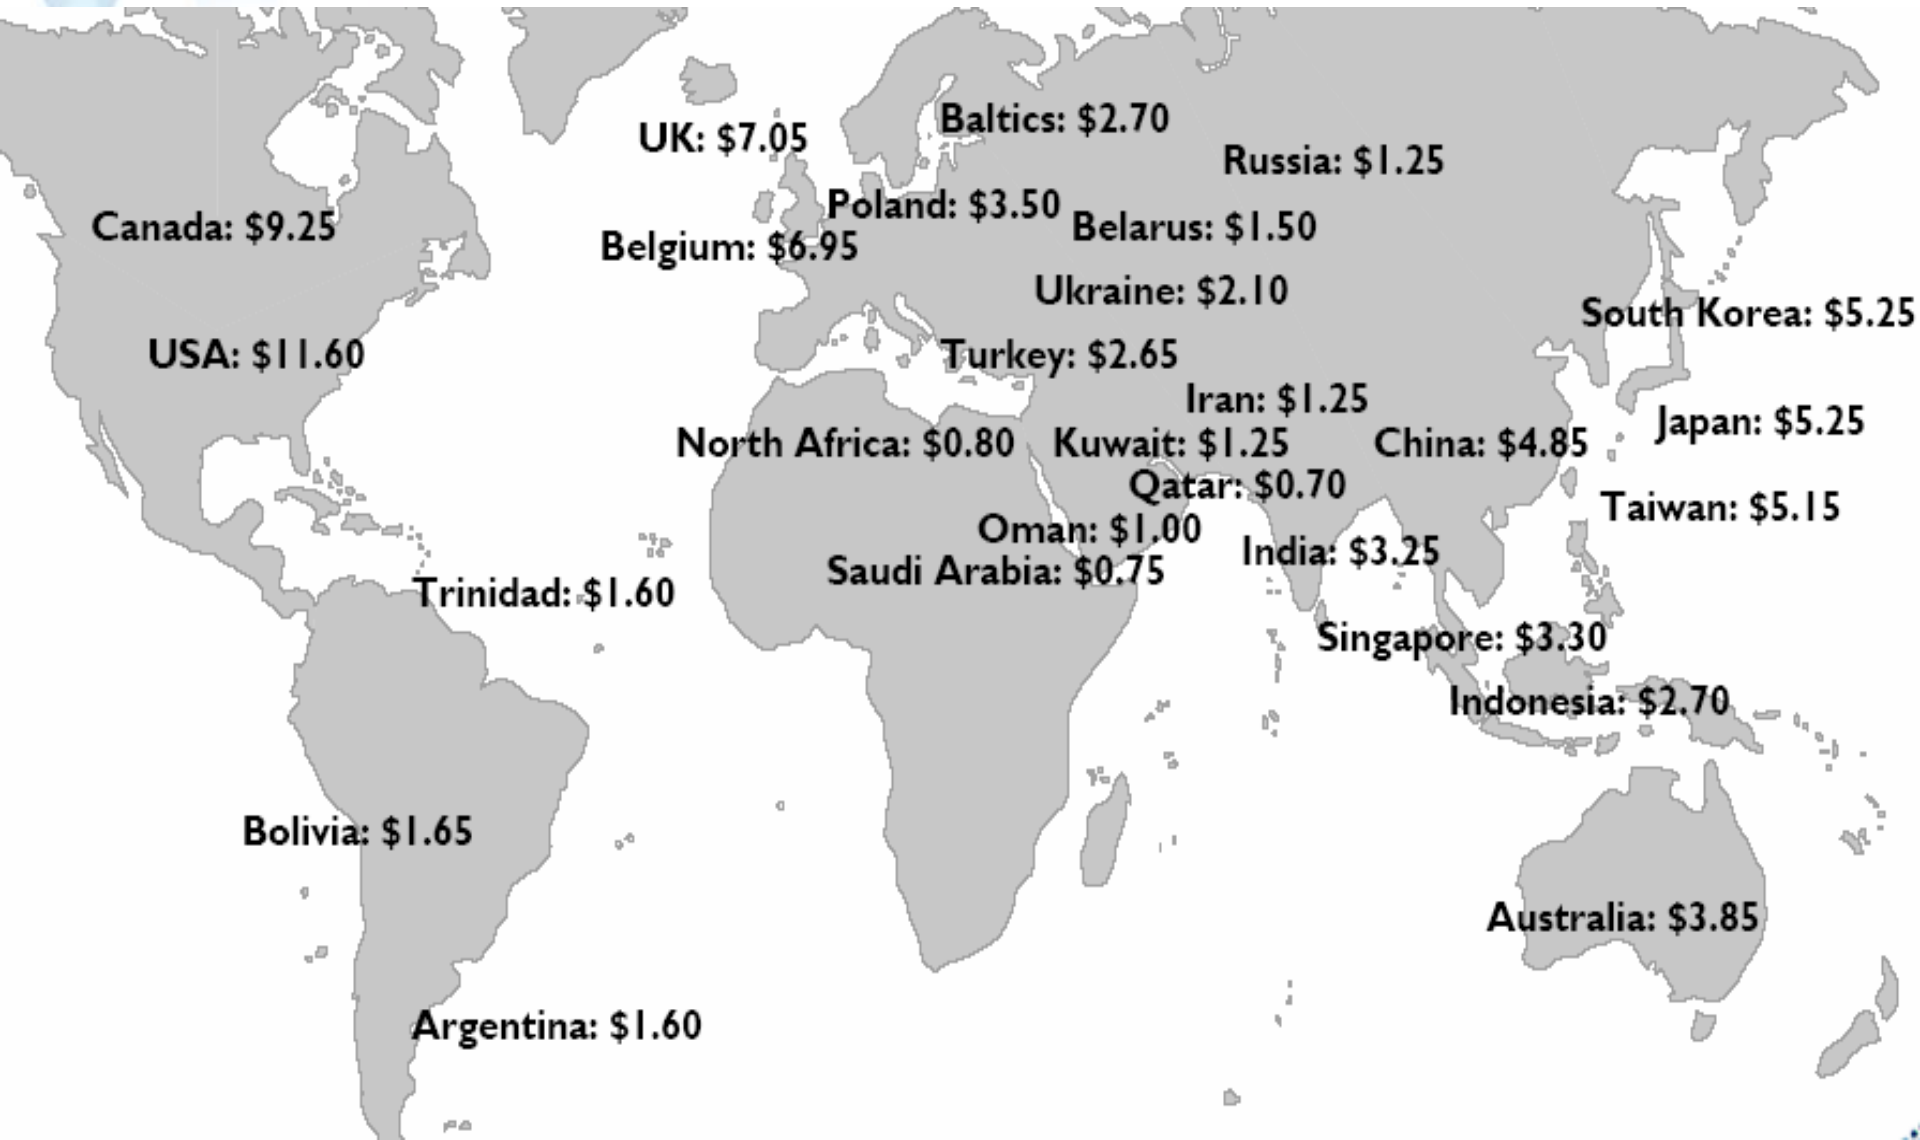 Baltics: $2.70
UK: $7.05
Russia: $1.25
Poland: $3.50
Canada: $9.25
Belarus: $1.50
Belgium: $6.95
Ukraine: $2.10
South Korea: $5.25
USA: $11.60
Turkey: $2.65
Iran: $1.25
Japan: $5.25
North Africa: $0.80
Kuwait: $1.25
China: $4.85
Qatar: $0.70
Taiwan: $5.15
Oman: $1.00
India: $3.25
Saudi Arabia: $0.75
Trinidad: $1.60
Singapore: $3.30
Indonesia: $2.70
Bolivia: $1.65
Australia: $3.85
Argentina: $1.60